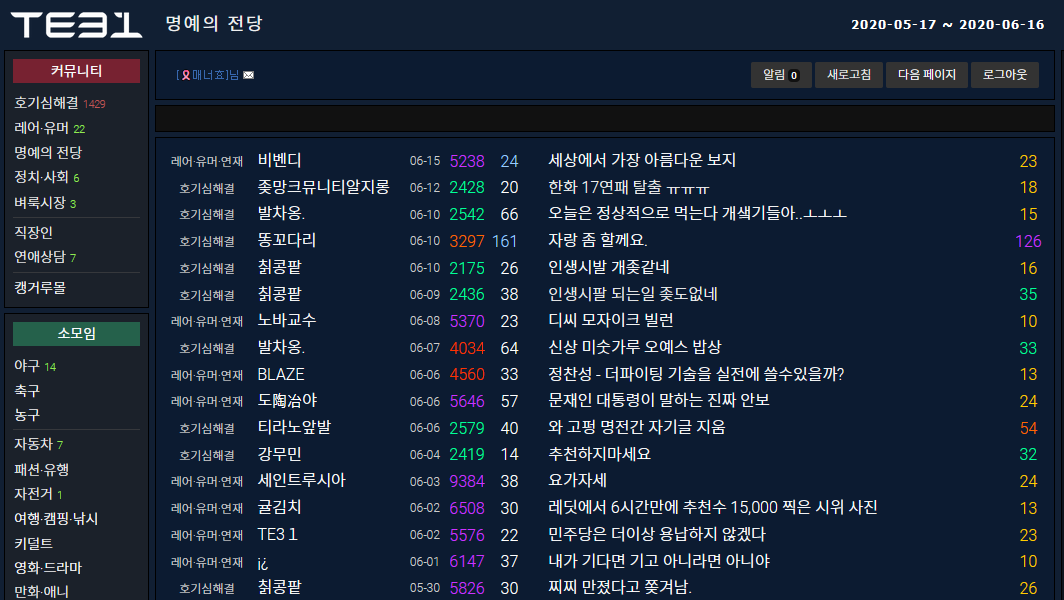 TE31 명예의 전당 2020-05-17 ~ 2020-06-16
커뮤니티
호기심해결 1429
레어·유머 22
명예의 전당
정치·사회 6
벼룩시장 3
직장인
연애상담 7
캥거루몰
소모임
야구 14
축구
농구
자동차 7
패션·유행
자전거 1
여행·캠핑·낚시
키덜트
영화·드라마
만화·애니
[매너효]님 알림 0 새로고침 다음 페이지 로그아웃
레어·유머·연재 비벤디 06-15 5238 24 세상에서 가장 아름다운 보지 23
호기심해결 좆망크뮤니티알지롱 06-12 2428 20 한화 17연패 탈출 ㅠㅠㅠ 18
호기심해결 발차옹. 06-10 2542 66 오늘은 정상적으로 먹는다 개섘기들아..ㅗㅗㅗ 15
호기심해결 똥꼬다리 06-10 3297 161 자랑 좀 할께요. 126
호기심해결 칡콩팥 06-10 2175 26 인생시발 개좆같네 16
호기심해결 칡콩팥 06-09 2436 38 인생시팔 되는일 좆도없네 35
레어·유머·연재 노바교수 06-08 5370 23 디씨 모자이크 빌런 10
호기심해결 발차옹. 06-07 4034 64 신상 미숫가루 오예스 밥상 33
레어·유머·연재 BLAZE 06-06 4560 33 정찬성 - 더파이팅 기술을 실전에 쓸수있을까? 13
레어·유머·연재 도陶冶야 06-06 5646 57 문재인 대통령이 말하는 진짜 안보 24
호기심해결 티라노앞발 06-06 2579 40 와 고펑 명전간 자기글 지움 54
호기심해결 강무민 06-04 2419 14 추천하지마세요 32
레어·유머·연재 세인트루시아 06-03 9384 38 요가자세 24
레어·유머·연재 귤김치 06-02 6508 30 레딧에서 6시간만에 추천수 15,000 찍은 시위 사진 13
레어·유머·연재 TE3１ 06-02 5576 22 민주당은 더이상 용납하지 않겠다 23
레어·유머·연재 i¿ 06-01 6147 37 내가 기다면 기고 아니라면 아니야 10
호기심해결 칡콩팥 05-30 5826 30 찌찌 만졌다고 쫒겨남. 26